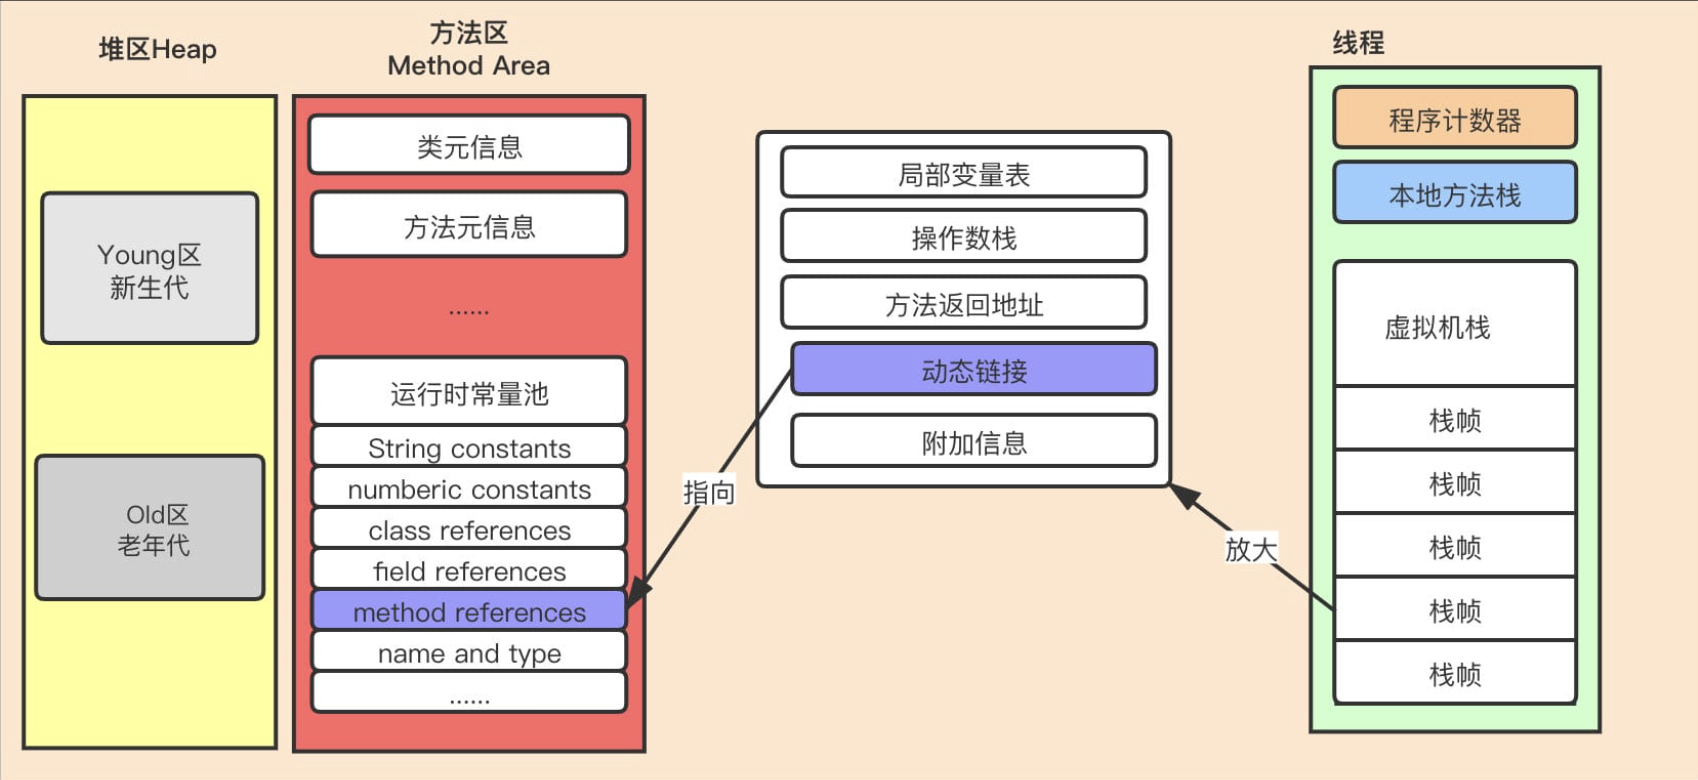 堆区Heap
Young区
新生代
Old区
老年代
方法区
Method Area
类元信息
方法元信息
......
运行时常量池
String constants
numberic constants
class references
field references
method references
name and type
......
局部变量表
操作数栈
方法返回地址
动态链接
附加信息
指向
放大
线程
程序计数器
本地方法栈
虚拟机栈
栈帧
栈帧
栈帧
栈帧
栈帧